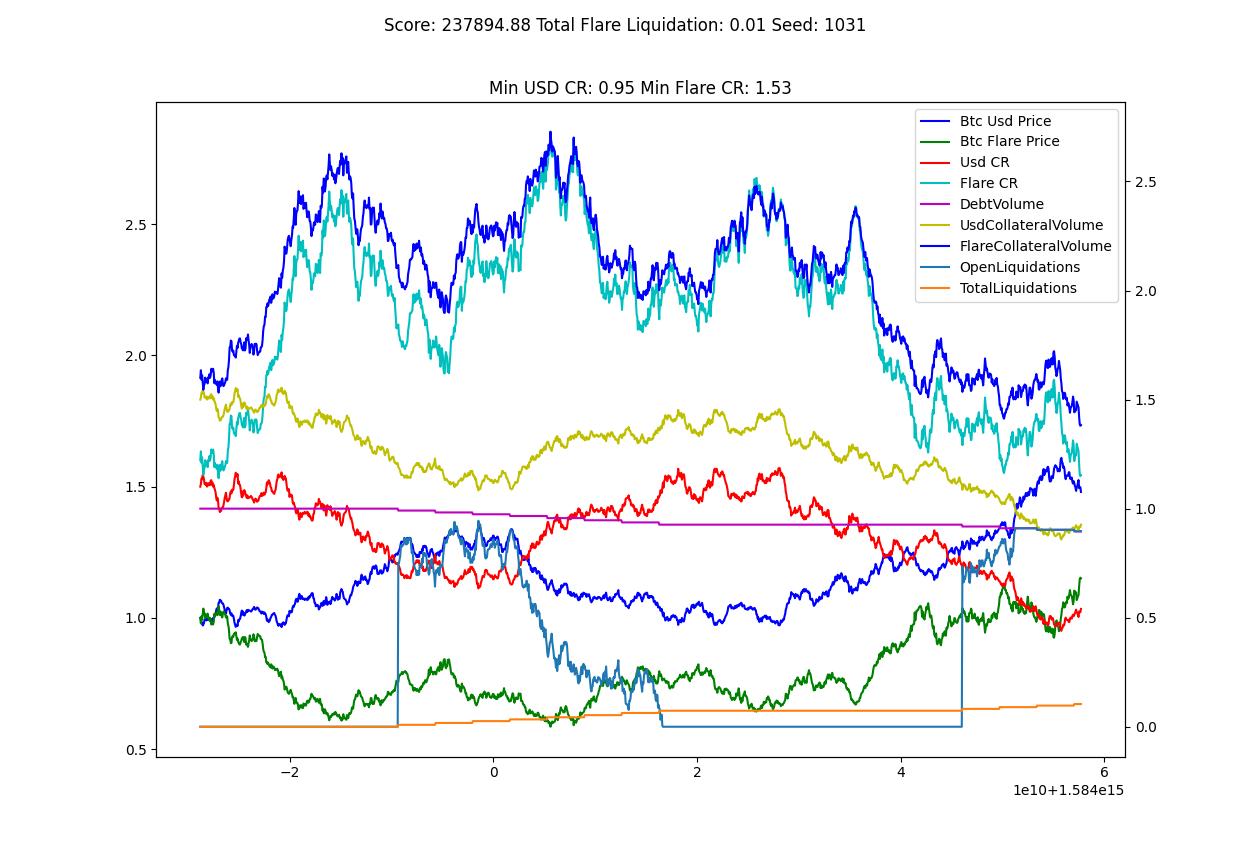 Score: 237894.88 Total Flare Liquidation: 0.01 Seed: 1031
Min USD CR: 0.95 Min Flare CR: 1.53
Btc Usd Price
Btc Flare Price
Usd CR
Flare CR
DebtVolume
UsdCollateralVolume
FlareCollateralVolume
OpenLiquidations
TotalLiquidations
2.5
2.0
1.5
1.0
0.5
2.5
2.0
1.5
1.0
0.5
0.0
−2 0 2 4 6
1e10+1.584e15